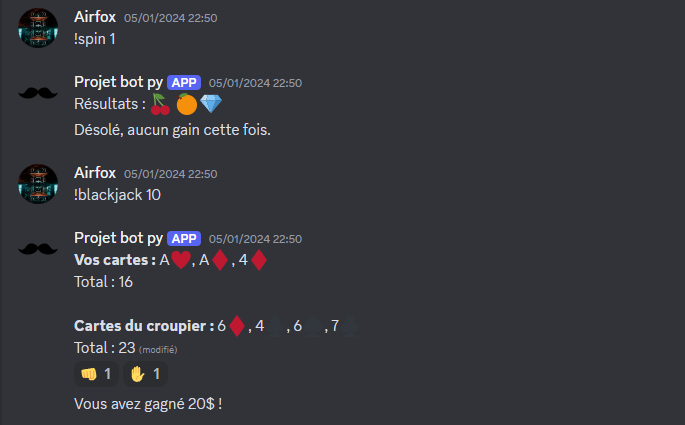 Airfox 05/01/2024 22:50
!spin 1
Projet bot py APP 05/01/2024 22:50
Résultats : 🍒 🍊 💎
Désolé, aucun gain cette fois.
Airfox 05/01/2024 22:50
!blackjack 10
Projet bot py APP 05/01/2024 22:50
Vos cartes : A♥, A♦, 4♦
Total : 16
Cartes du croupier : 6♦, 4, 6, 7
Total : 23 (modifié)
👊 1 ✋ 1
Vous avez gagné 20$ !